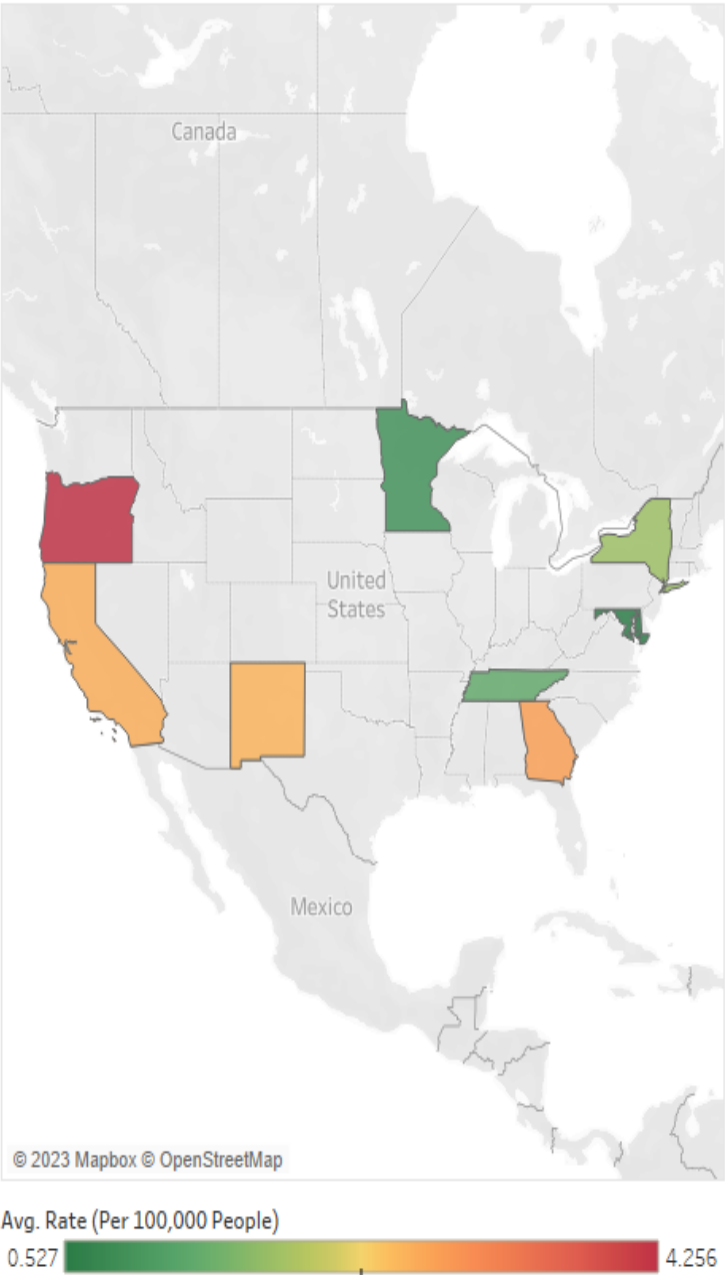 Canada
United
States
Mexico
© 2023 Mapbox © OpenStreetMap
Avg. Rate (Per 100,000 People)
0.527 4.256